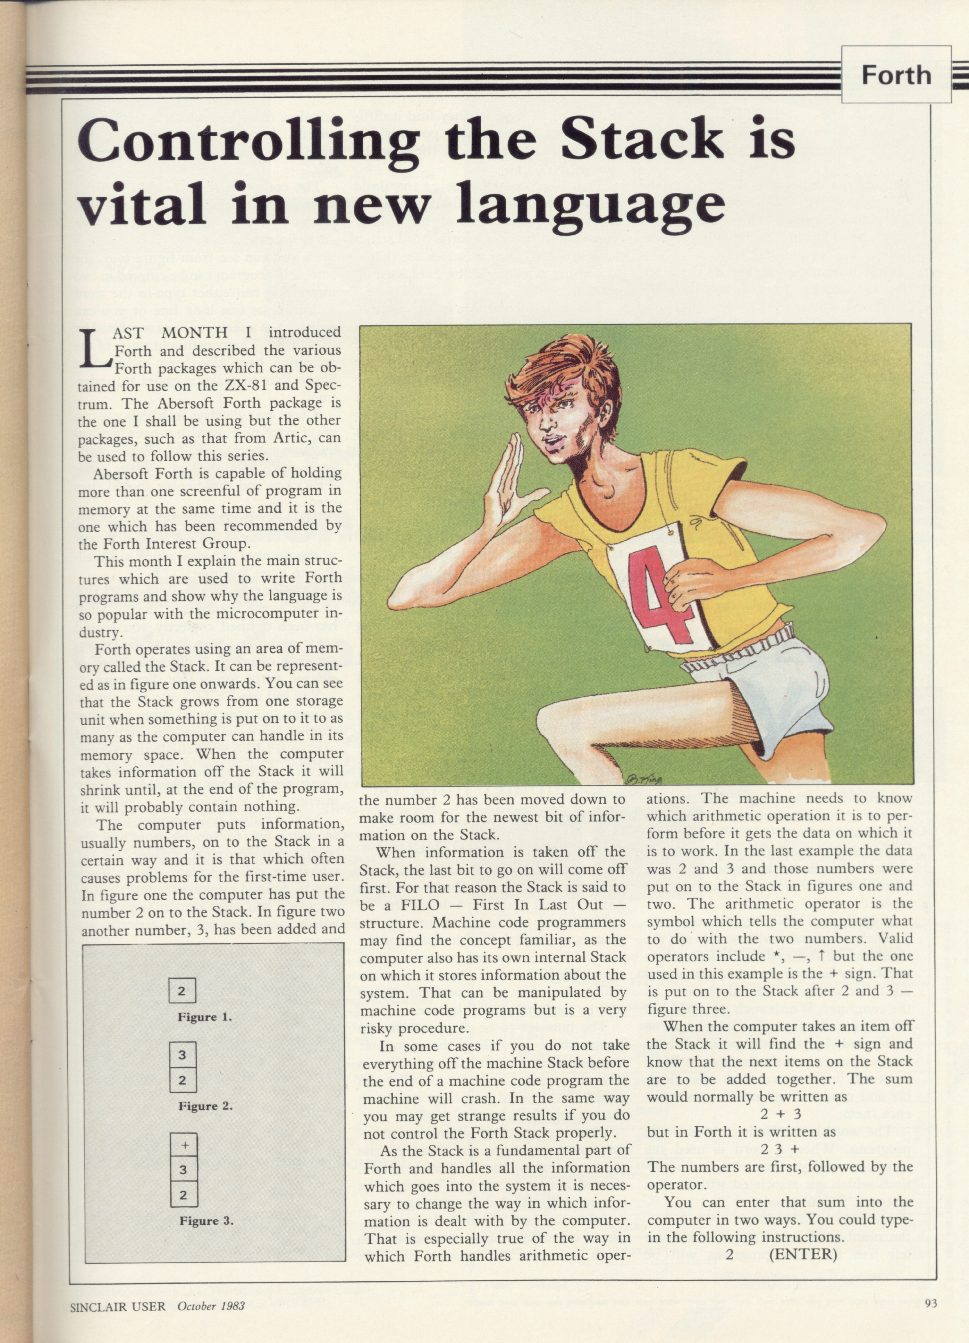 Forth
Controlling the Stack is
vital in new language
LAST MONTH I introduced
Forth and described the various
Forth packages which can be ob-
tained for use on the ZX-81 and Spec-
trum. The Abersoft Forth package is
the one I shall be using but the other
packages, such as that from Artic, can
be used to follow this series.
Abersoft Forth is capable of holding
more than one screenful of program in
memory at the same time and it is the
one which has been recommended by
the Forth Interest Group.
This month I explain the main struc-
tures which are used to write Forth
programs and show why the language is
so popular with the microcomputer in-
dustry.
Forth operates using an area of mem-
ory called the Stack. It can be represent-
ed as in figure one onwards. You can see
that the Stack grows from one storage
unit when something is put on to it to as
many as the computer can handle in its
memory space. When the computer
takes information off the Stack it will
shrink until, at the end of the program,
it will probably contain nothing.
The computer puts information,
usually numbers, on to the Stack in a
certain way and it is that which often
causes problems for the first-time user.
In figure one the computer has put the
number 2 on to the Stack. In figure two
another number, 3, has been added and
2
Figure 1.
3
2
Figure 2.
+
3
2
Figure 3.
4
R. King
the number 2 has been moved down to
make room for the newest bit of infor-
mation on the Stack.
When information is taken off the
Stack, the last bit to go on will come off
first. For that reason the Stack is said to
be a FILO — First In Last Out —
structure. Machine code programmers
may find the concept familiar, as the
computer also has its own internal Stack
on which it stores information about the
system. That can be manipulated by
machine code programs but is a very
risky procedure.
In some cases if you do not take
everything off the machine Stack before
the end of a machine code program the
machine will crash. In the same way
you may get strange results if you do
not control the Forth Stack properly.
As the Stack is a fundamental part of
Forth and handles all the information
which goes into the system it is neces-
sary to change the way in which infor-
mation is dealt with by the computer.
That is especially true of the way in
which Forth handles arithmetic oper-
ations. The machine needs to know
which arithmetic operation it is to per-
form before it gets the data on which it
is to work. In the last example the data
was 2 and 3 and those numbers were
put on to the Stack in figures one and
two. The arithmetic operator is the
symbol which tells the computer what
to do with the two numbers. Valid
operators include *, —, ↑ but the one
used in this example is the + sign. That
is put on to the Stack after 2 and 3 —
figure three.
When the computer takes an item off
the Stack it will find the + sign and
know that the next items on the Stack
are to be added together. The sum
would normally be written as
2 + 3
but in Forth it is written as
2 3 +
The numbers are first, followed by the
operator.
You can enter that sum into the
computer in two ways. You could type-
in the following instructions.
2 (ENTER)
SINCLAIR USER October 1983
93